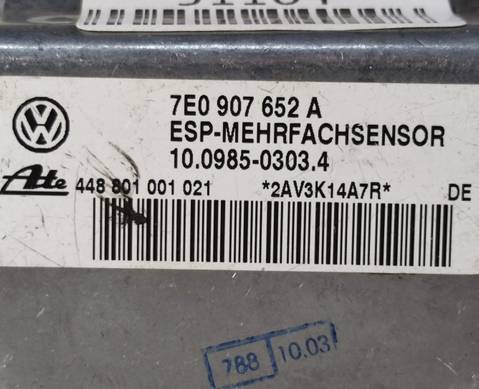 7E0 907 652 A
ESP-MEHRFACHSENSOR
10.0985-0303.4
Ate 448 801 001 021 *2AV3K14A7R* DE
788 10.03